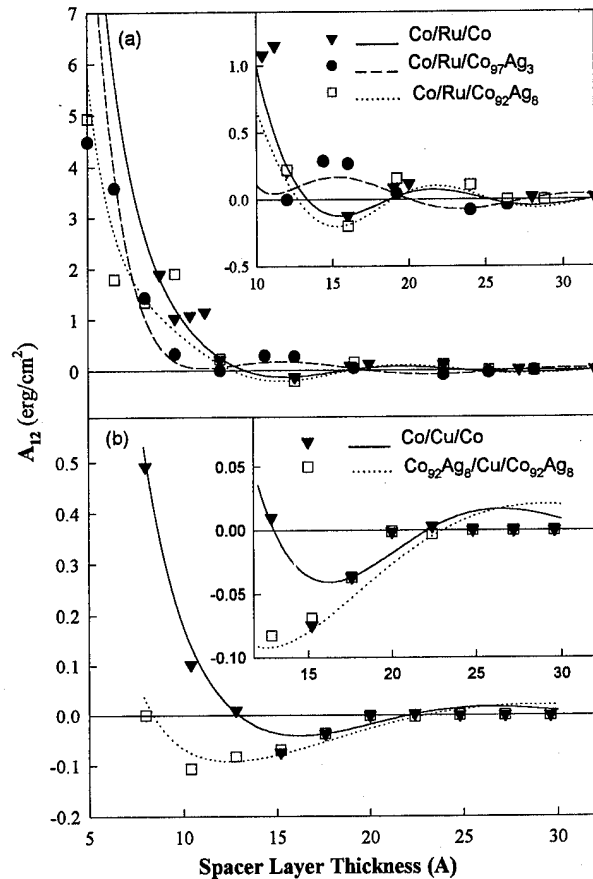 7
(a)
Co/Ru/Co
Co/Ru/Co₉₇Ag₃
Co/Ru/Co₉₂Ag₈
6
5
4
3
2
1
0
1.0
0.5
0.0
-0.5
10 15 20 25 30
A₁₂ (erg/cm²)
(b)
Co/Cu/Co
Co₉₂Ag₈/Cu/Co₉₂Ag₈
0.5
0.4
0.3
0.2
0.1
0.0
-0.1
-0.2
0.05
0.00
-0.05
-0.10
15 20 25 30
5 10 15 20 25 30
Spacer Layer Thickness (A)